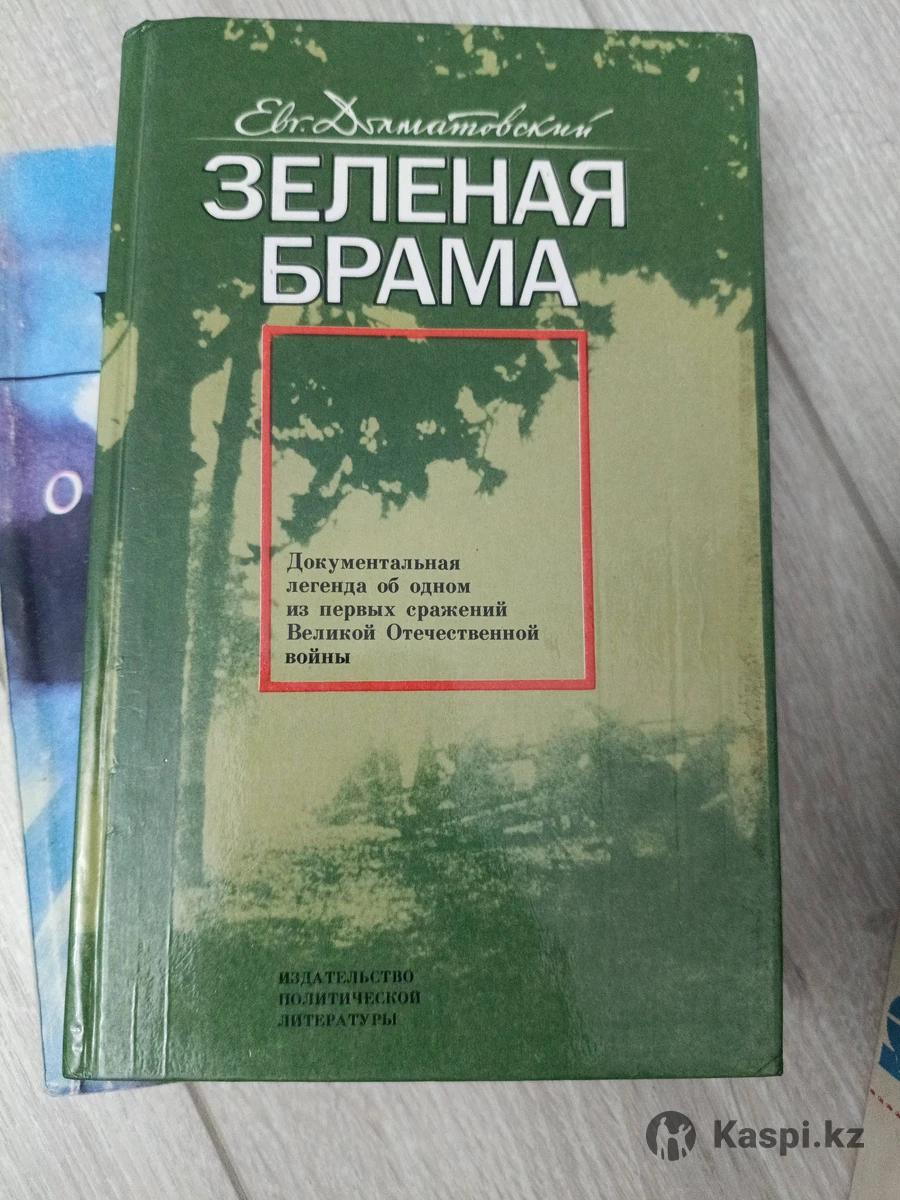 Евг. Долматовский
ЗЕЛЕНАЯ
БРАМА
Документальная
легенда об одном
из первых сражений
Великой Отечественной
войны
ИЗДАТЕЛЬСТВО
ПОЛИТИЧЕСКОЙ
ЛИТЕРАТУРЫ
О
Kaspi.kz